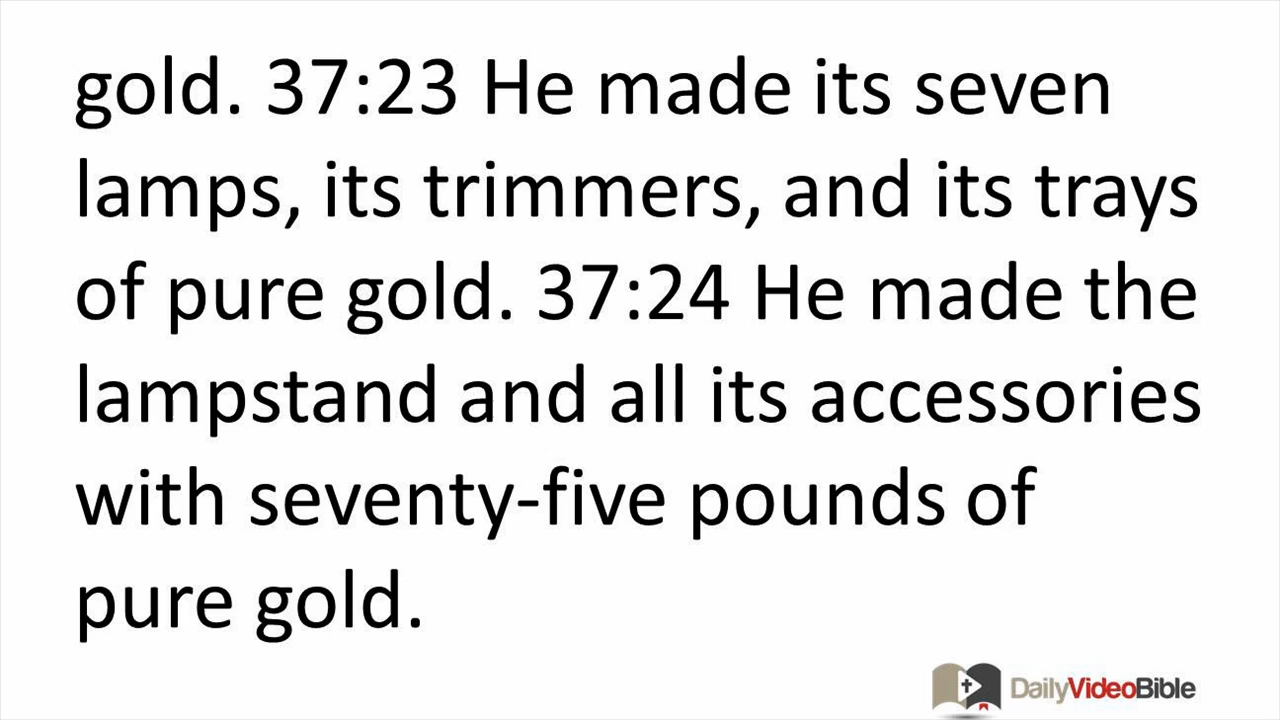 gold. 37:23 He made its seven
lamps, its trimmers, and its trays
of pure gold. 37:24 He made the
lampstand and all its accessories
with seventy-five pounds of
pure gold.
DailyVideoBible